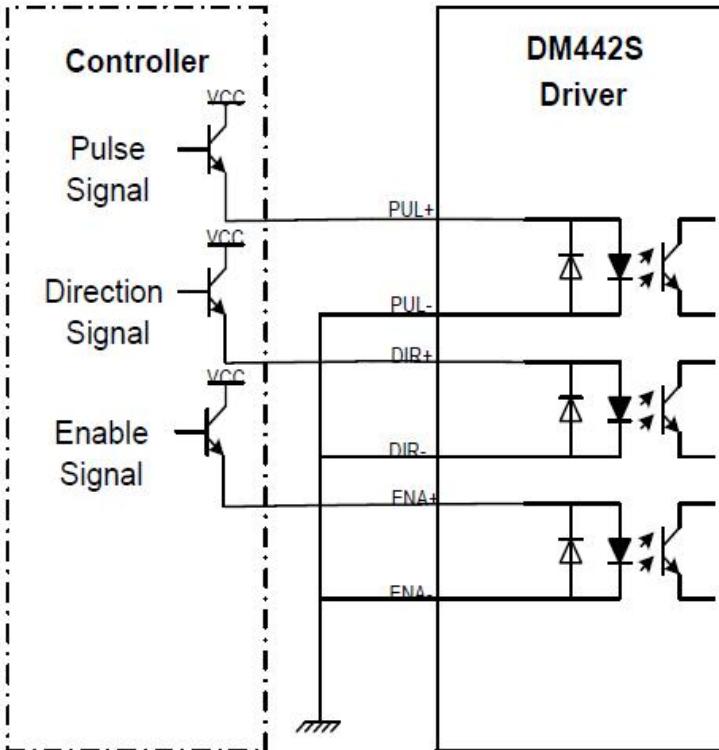 Controller
DM442S
Driver
VCC
Pulse
Signal
PUL+
VCC
Direction
Signal
PUL-
DIR+
VCC
Enable
Signal
DIR-
ENA+
ENA-